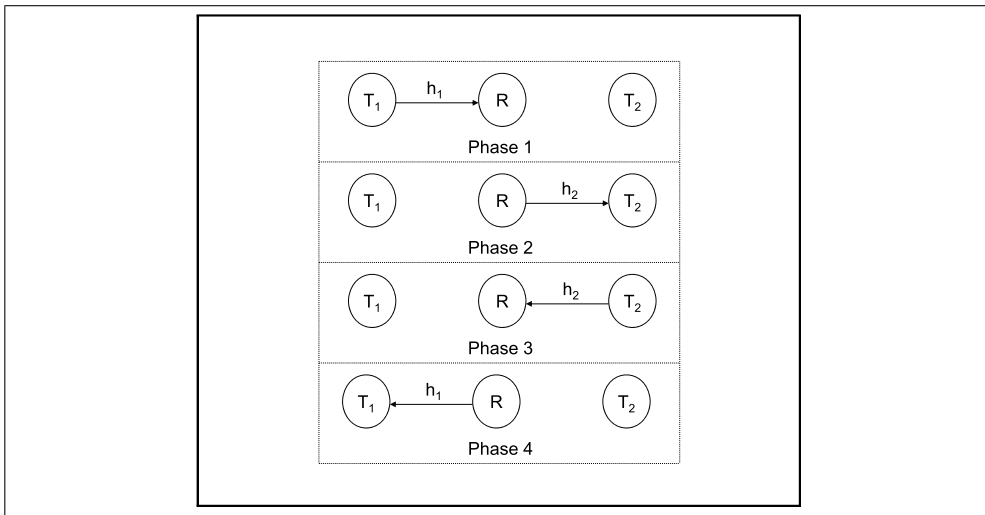 h₁
T₁ R T₂
Phase 1
h₂
T₁ R T₂
Phase 2
h₂
T₁ R T₂
Phase 3
h₁
T₁ R T₂
Phase 4